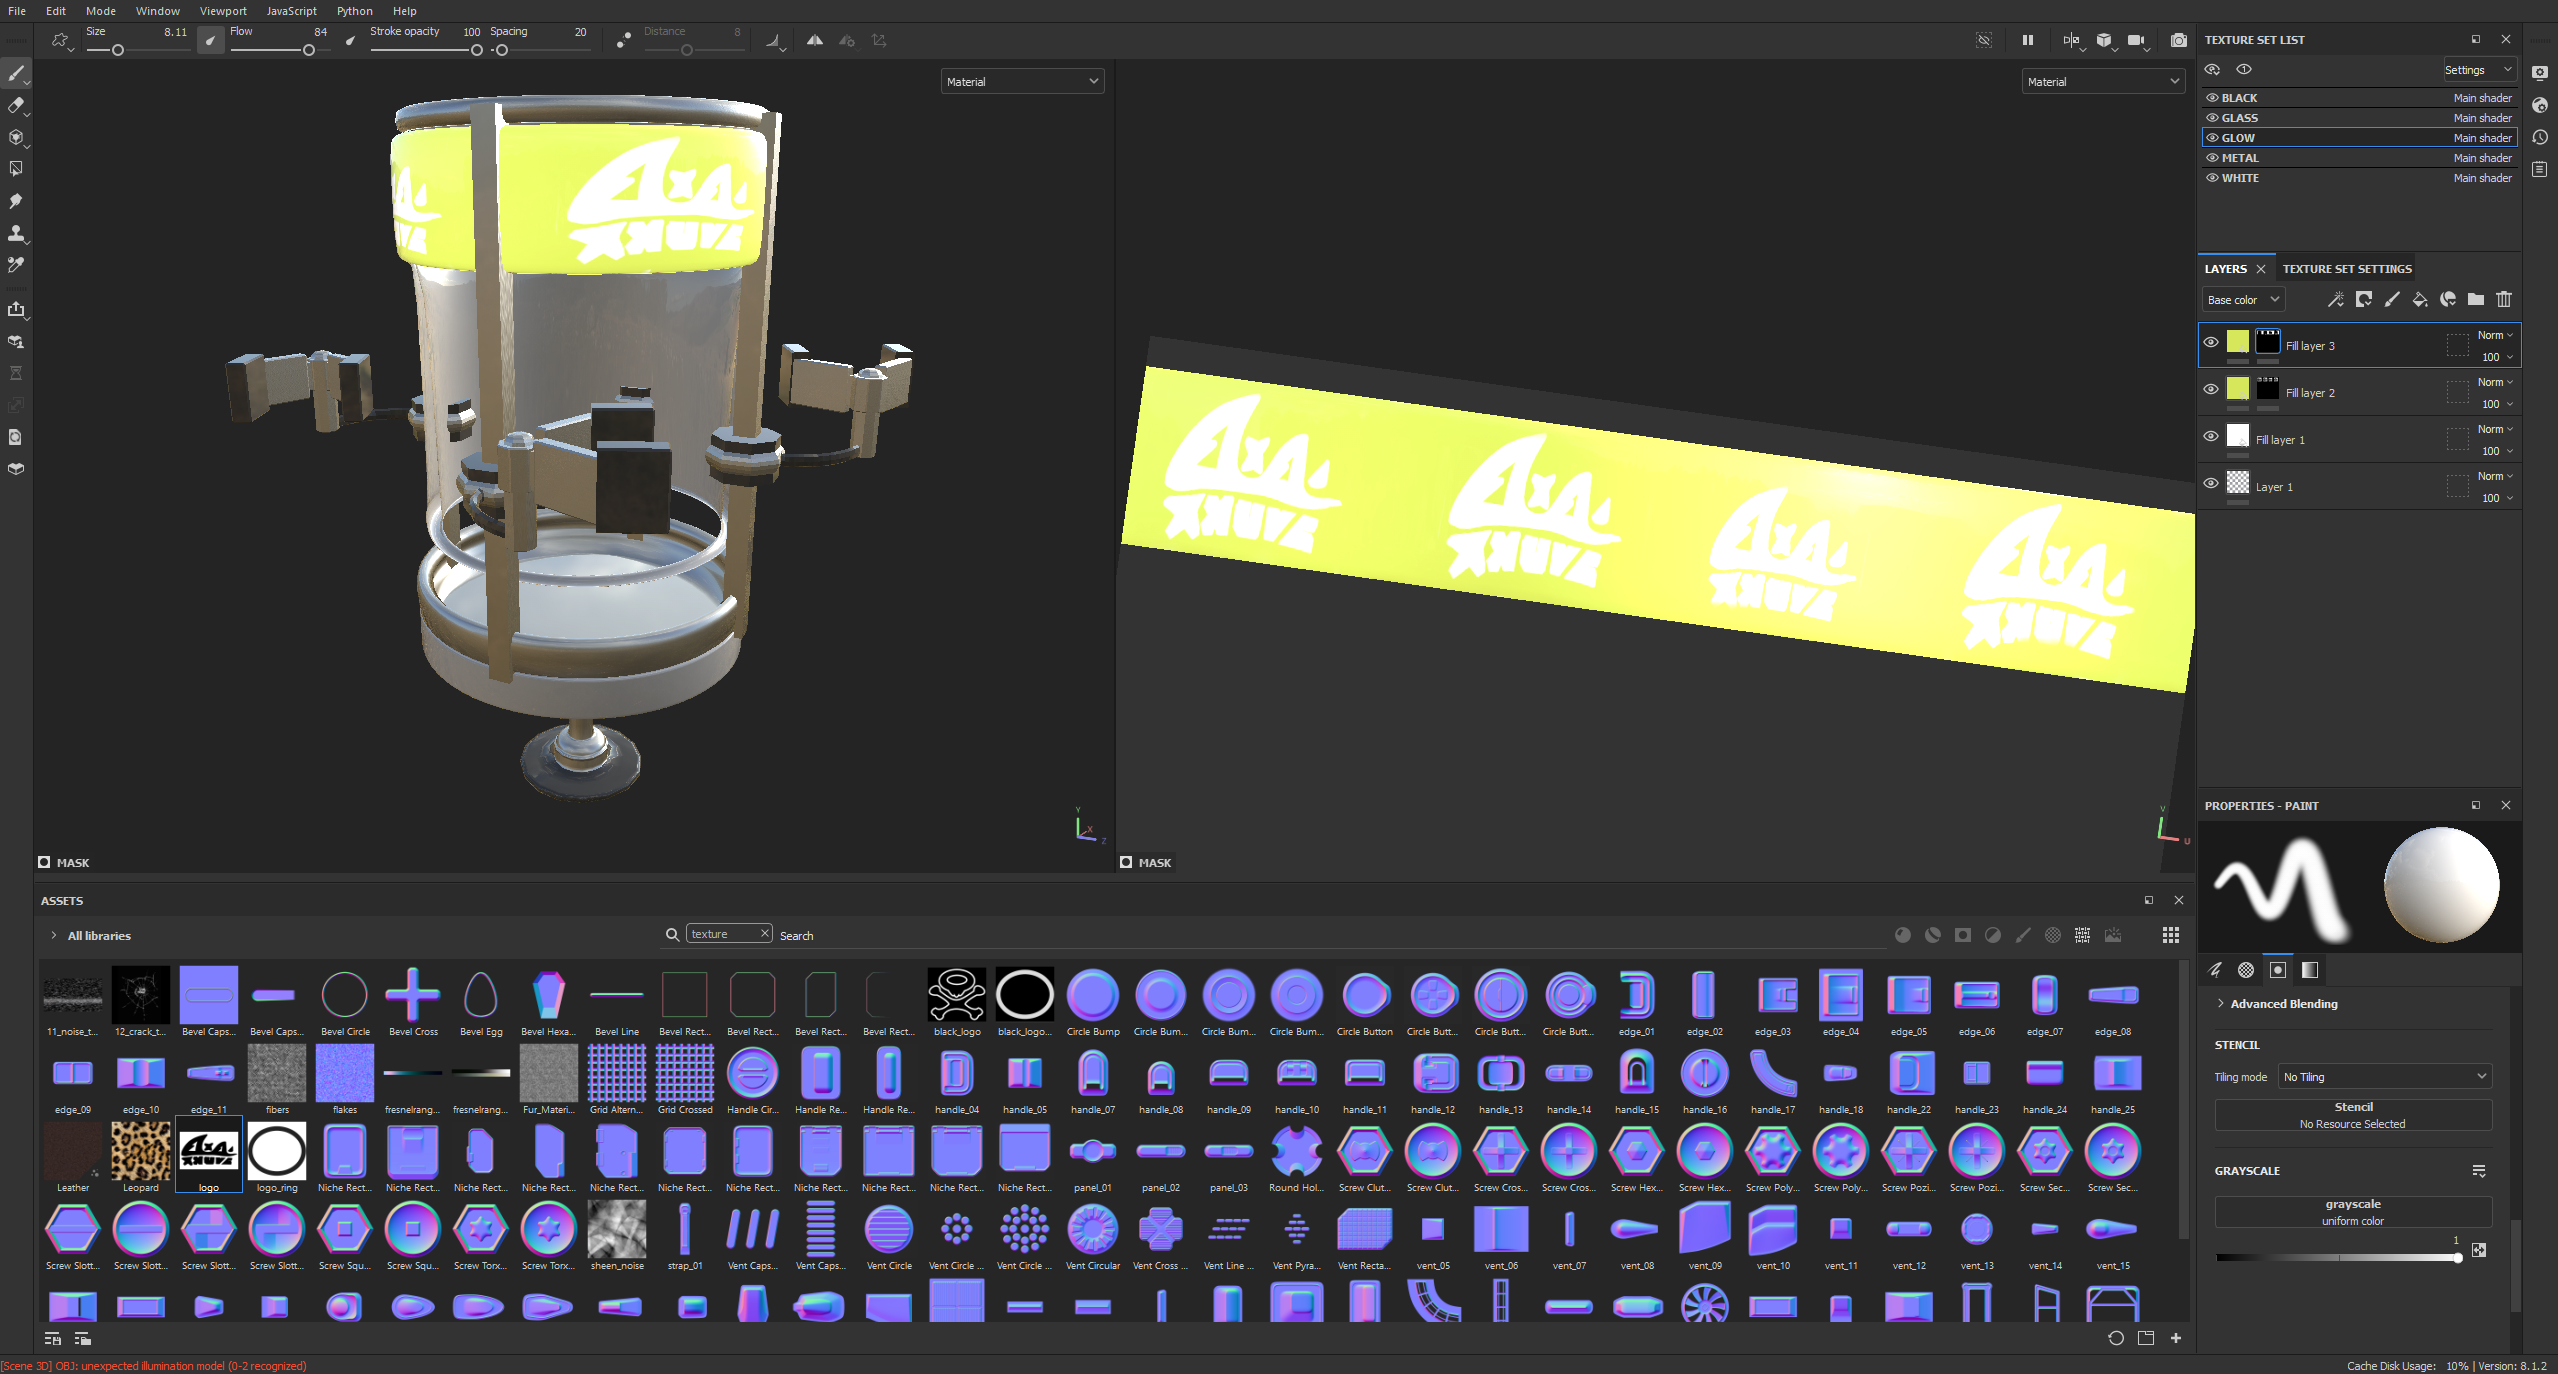 File Edit Mode Window Viewport JavaScript Python Help
Size 8.11 Flow 84 Stroke opacity 100 Spacing 20 Distance 8
Material
Material
MASK
MASK
TEXTURE SET LIST
Settings
BLACK Main shader
GLASS Main shader
GLOW Main shader
METAL Main shader
WHITE Main shader
LAYERS TEXTURE SET SETTINGS
Base color
Fill layer 3 Norm 100
Fill layer 2 Norm 100
Fill layer 1 Norm 100
Layer 1 Norm 100
PROPERTIES - PAINT
Advanced Blending
STENCIL
Tiling mode No Tiling
Stencil
No Resource Selected
GRAYSCALE
grayscale
uniform color
1
ASSETS
All libraries
texture Search
11_noise_t... 12_crack_t... Bevel Caps... Bevel Caps... Bevel Circle Bevel Cross Bevel Egg Bevel Hexa... Bevel Line Bevel Rect... Bevel Rect... Bevel Rect... Bevel Rect... black_logo black_logo... Circle Bump Circle Bum... Circle Bum... Circle Bum... Circle Button Circle Butt... Circle Butt... Circle Butt... edge_01 edge_02 edge_03 edge_04 edge_05 edge_06 edge_07 edge_08
edge_09 edge_10 edge_11 fibers flakes fresnelrang... fresnelrang... Fur_Materi... Grid Altern... Grid Crossed Handle Cir... Handle Re... Handle Re... handle_04 handle_05 handle_07 handle_08 handle_09 handle_10 handle_11 handle_12 handle_13 handle_14 handle_15 handle_16 handle_17 handle_18 handle_22 handle_23 handle_24 handle_25
Leather Leopard logo logo_ring Niche Rect... Niche Rect... Niche Rect... Niche Rect... Niche Rect... Niche Rect... Niche Rect... Niche Rect... Niche Rect... Niche Rect... Niche Rect... panel_01 panel_02 panel_03 Round Hol... Screw Clut... Screw Clut... Screw Cros... Screw Cros... Screw Hex... Screw Hex... Screw Poly... Screw Poly... Screw Pozi... Screw Pozi... Screw Sec... Screw Sec...
Screw Slott... Screw Slott... Screw Slott... Screw Slott... Screw Squ... Screw Squ... Screw Torx... Screw Torx... sheen_noise strap_01 Vent Caps... Vent Caps... Vent Circle Vent Circle ... Vent Circle ... Vent Circular Vent Cross ... Vent Line ... Vent Pyra... Vent Recta... vent_05 vent_06 vent_07 vent_08 vent_09 vent_10 vent_11 vent_12 vent_13 vent_14 vent_15
[Scene 3D] OBJ: unexpected illumination model (0-2 recognized)
Cache Disk Usage: 10% | Version: 8.1.2